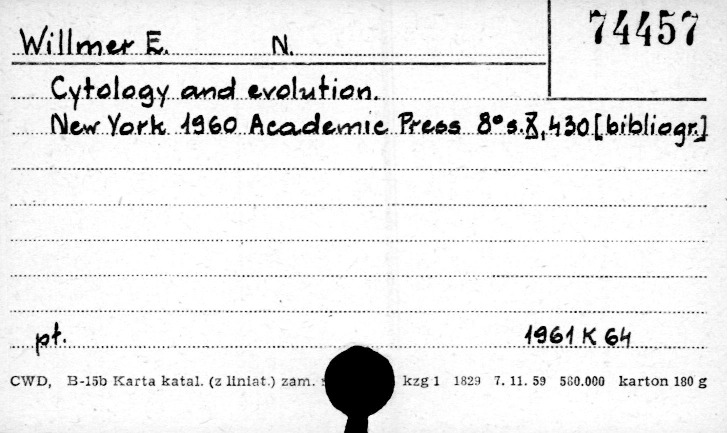 74457
Willmer E. N.
Cytology and evolution.
New York 1960 Academic Press 8° s. X, 430 [bibliogr.]
pt. 1961 K 64
CWD, B-15b Karta katal. (z liniat.) zam. kzg 1 1829 7. 11. 59 560.000 karton 180 g